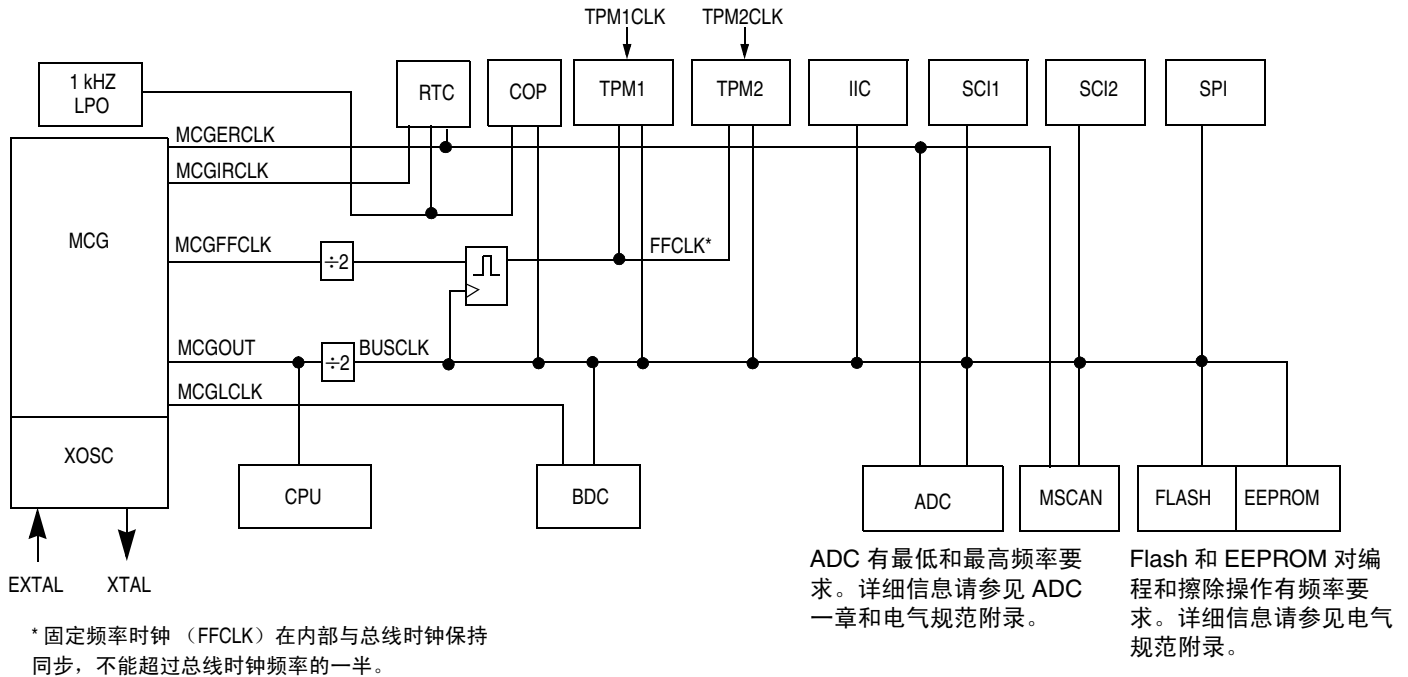 TPM1CLK TPM2CLK
1 kHZ
LPO
RTC COP TPM1 TPM2 IIC SCI1 SCI2 SPI
MCGERCLK
MCGIRCLK
MCG
MCGFFCLK ÷2 FFCLK*
MCGOUT ÷2 BUSCLK
MCGLCLK
XOSC
CPU BDC ADC MSCAN FLASH EEPROM
EXTAL XTAL
ADC 有最低和最高频率要
求。详细信息请参见 ADC
一章和电气规范附录。
Flash 和 EEPROM 对编
程和擦除操作有频率要
求。详细信息请参见电气
规范附录。
* 固定频率时钟 （FFCLK）在内部与总线时钟保持
同步，不能超过总线时钟频率的一半。